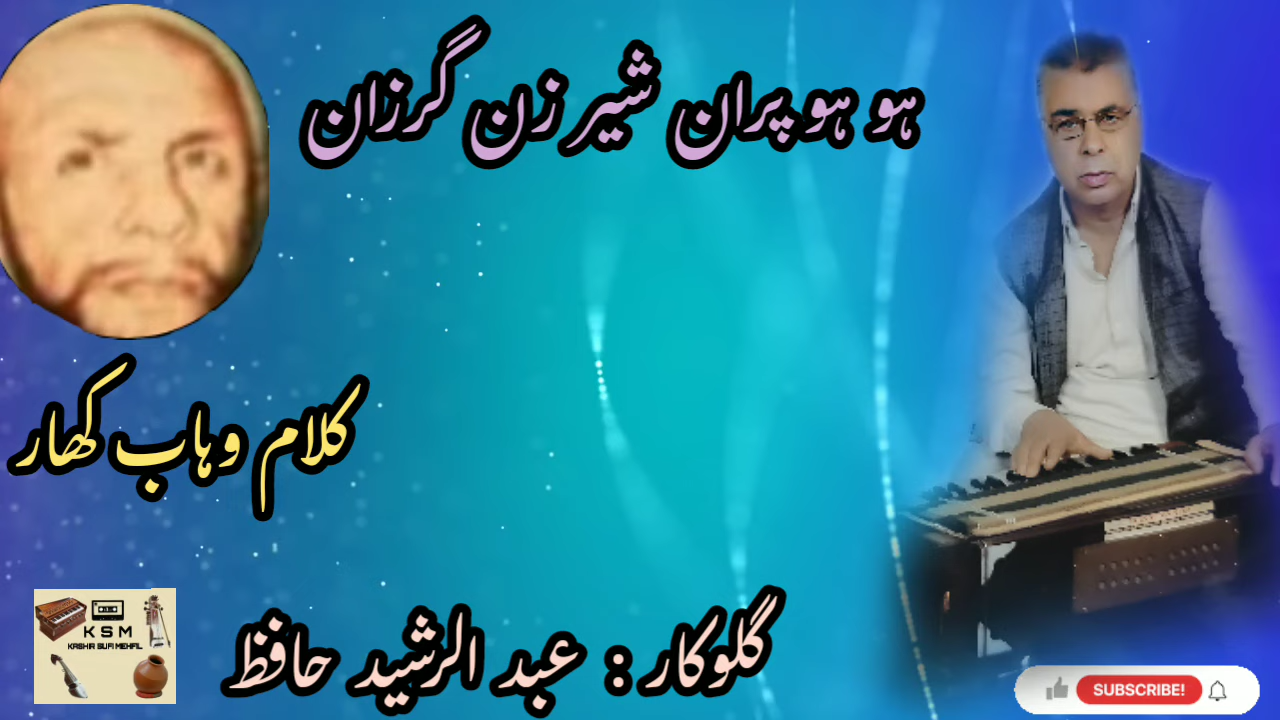 ہو ہو پران شیر زن گرزان
کلام وہاب کھار
KSM
KASHIR SUFI MEHFIL
گلوکار : عبد الرشید حافظ
SUBSCRIBE!